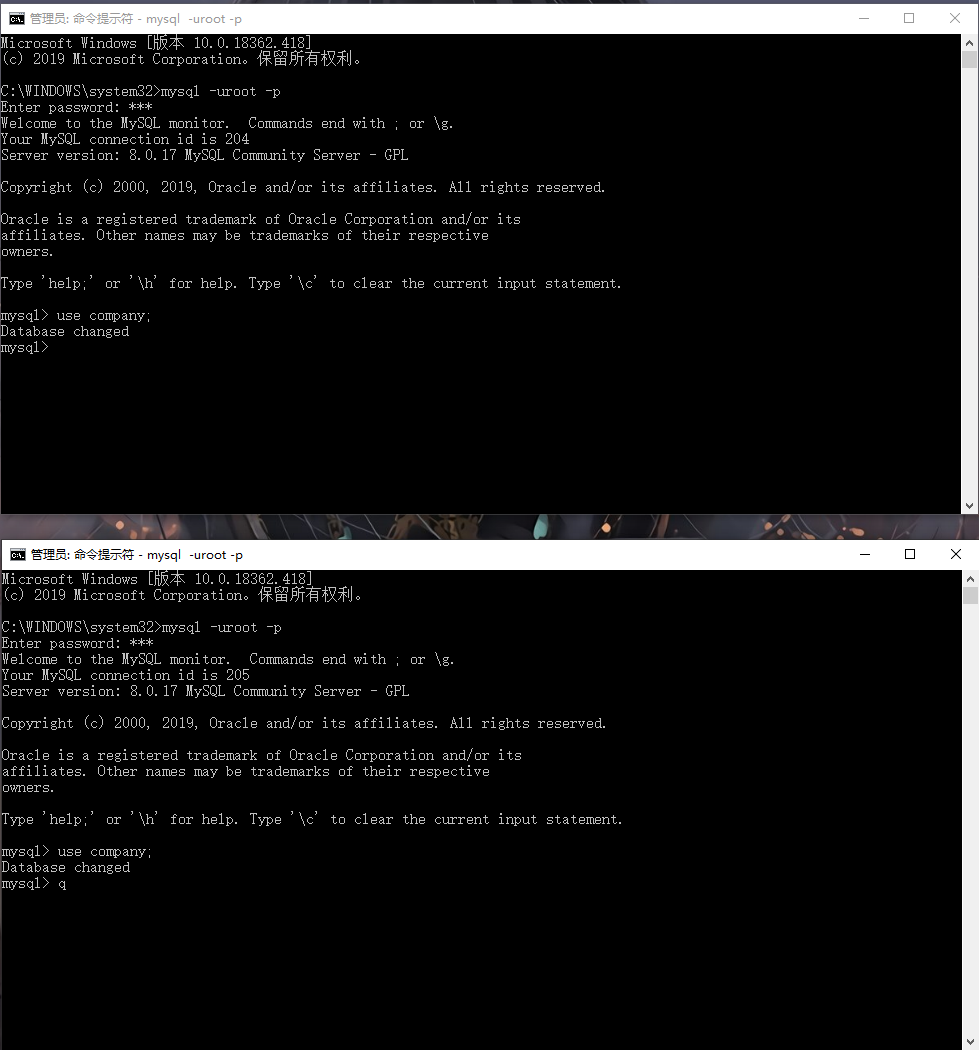 管理员: 命令提示符 - mysql  -uroot -p
Microsoft Windows [版本 10.0.18362.418]
(c) 2019 Microsoft Corporation。保留所有权利。
C:\WINDOWS\system32>mysql -uroot -p
Enter password: ***
Welcome to the MySQL monitor.  Commands end with ; or \g.
Your MySQL connection id is 204
Server version: 8.0.17 MySQL Community Server - GPL
Copyright (c) 2000, 2019, Oracle and/or its affiliates. All rights reserved.
Oracle is a registered trademark of Oracle Corporation and/or its
affiliates. Other names may be trademarks of their respective
owners.
Type 'help;' or '\h' for help. Type '\c' to clear the current input statement.
mysql> use company;
Database changed
mysql>
管理员: 命令提示符 - mysql  -uroot -p
Microsoft Windows [版本 10.0.18362.418]
(c) 2019 Microsoft Corporation。保留所有权利。
C:\WINDOWS\system32>mysql -uroot -p
Enter password: ***
Welcome to the MySQL monitor.  Commands end with ; or \g.
Your MySQL connection id is 205
Server version: 8.0.17 MySQL Community Server - GPL
Copyright (c) 2000, 2019, Oracle and/or its affiliates. All rights reserved.
Oracle is a registered trademark of Oracle Corporation and/or its
affiliates. Other names may be trademarks of their respective
owners.
Type 'help;' or '\h' for help. Type '\c' to clear the current input statement.
mysql> use company;
Database changed
mysql> q